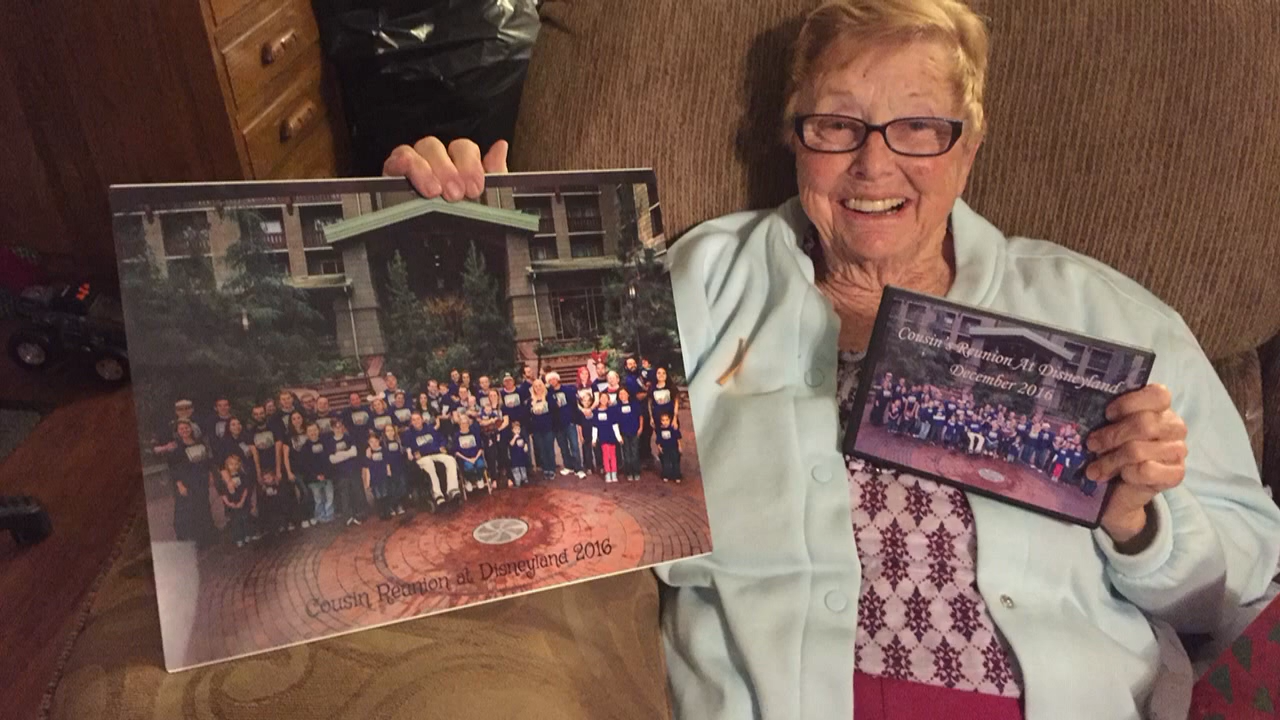 Cousin Reunion at Disneyland 2016
Cousin's Reunion At Disneyland
December 2016